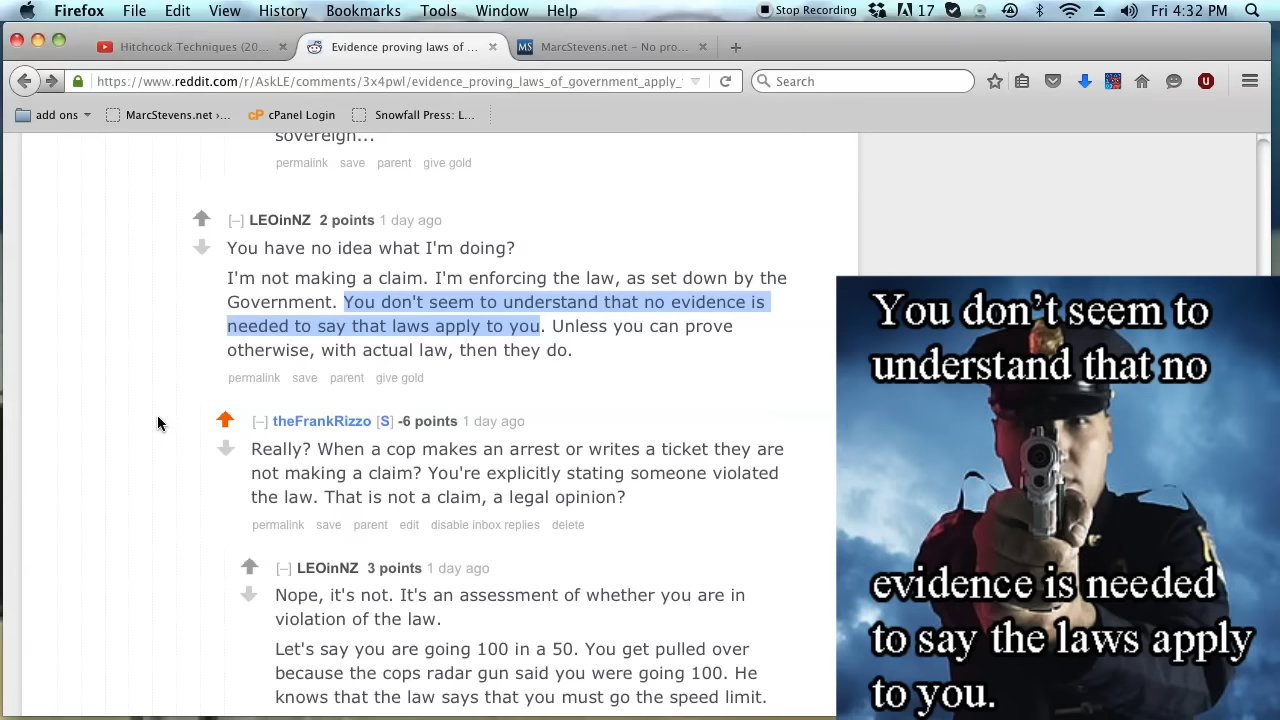 Firefox File Edit View History Bookmarks Tools Window Help Stop Recording 17 Fri 4:32 PM
Hitchcock Techniques (20... Evidence proving laws of ... MS MarcStevens.net – No pro...
https://www.reddit.com/r/AskLE/comments/3x4pwl/evidence_proving_laws_of_government_apply_ Search
add ons MarcStevens.net ›... cP cPanel Login Snowfall Press: L...
sovereign...
permalink save parent give gold
[–] LEOinNZ 2 points 1 day ago
You have no idea what I'm doing?
I'm not making a claim. I'm enforcing the law, as set down by the
Government. You don't seem to understand that no evidence is
needed to say that laws apply to you. Unless you can prove
otherwise, with actual law, then they do.
permalink save parent give gold
[–] theFrankRizzo [S] -6 points 1 day ago
Really? When a cop makes an arrest or writes a ticket they are
not making a claim? You're explicitly stating someone violated
the law. That is not a claim, a legal opinion?
permalink save parent edit disable inbox replies delete
[–] LEOinNZ 3 points 1 day ago
Nope, it's not. It's an assessment of whether you are in
violation of the law.
Let's say you are going 100 in a 50. You get pulled over
because the cops radar gun said you were going 100. He
knows that the law says that you must go the speed limit.
You don't seem to
understand that no
evidence is needed
to say the laws apply
to you.